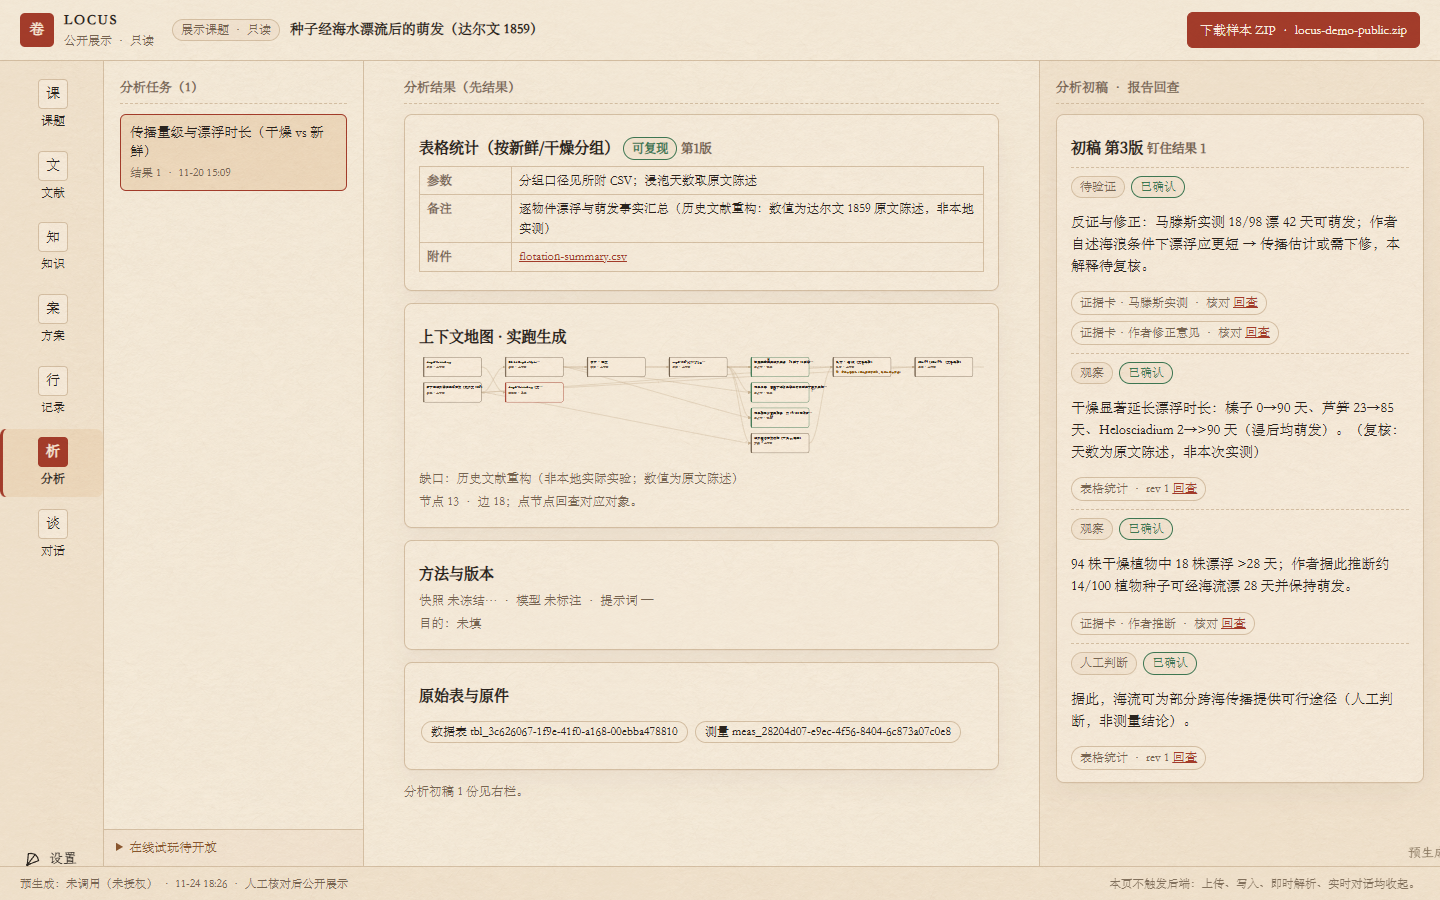 卷
LOCUS
公开展示 · 只读
展示课题 · 只读
种子经海水漂流后的萌发（达尔文 1859）
下载样本 ZIP · locus-demo-public.zip
课
课题
文
文献
知
知识
案
方案
行
记录
析
分析
谈
对话
设置
分析任务（1）
传播量级与漂浮时长（干燥 vs 新
鲜）
结果 1 · 11-20 15:09
在线试玩待开放
分析结果（先结果）
表格统计（按新鲜/干燥分组） 可复现 第1版
参数 分组口径见所附 CSV；浸泡天数取原文陈述
备注 逐物件漂浮与萌发事实汇总（历史文献重构：数值为达尔文 1859 原文陈述，非本地
实测）
附件 flotation-summary.csv
上下文地图 · 实跑生成
缺口：历史文献重构（非本地实际实验；数值为原文陈述）
节点 13 · 边 18；点节点回查对应对象。
方法与版本
快照 未冻结… · 模型 未标注 · 提示词 —
目的：未填
原始表与原件
数据表 tbl_3c626067-1f9e-41f0-a168-00ebba478810
测量 meas_28204d07-e9ec-4f56-8404-6c873a07c0e8
分析初稿 1 份见右栏。
分析初稿 · 报告回查
初稿 第3版 钉住结果 1
待验证 已确认
反证与修正：马滕斯实测 18/98 漂 42 天可萌发；作者
自述海浪条件下漂浮应更短 → 传播估计或需下修，本
解释待复核。
证据卡 · 马滕斯实测 · 核对 回查
证据卡 · 作者修正意见 · 核对 回查
观察 已确认
干燥显着延长漂浮时长：榛子 0→90 天、芦笋 23→85
天、Helosciadium 2→>90 天（浸后均萌发）。（复核：
天数为原文陈述，非本次实测）
表格统计 · rev 1 回查
观察 已确认
94 株干燥植物中 18 株漂浮 >28 天；作者据此推断约
14/100 植物种子可经海流漂 28 天并保持萌发。
证据卡 · 作者推断 · 核对 回查
人工判断 已确认
据此，海流可为部分跨海传播提供可行途径（人工判
断，非测量结论）。
表格统计 · rev 1 回查
预生成
预生成：未调用（未授权） · 11-24 18:26 · 人工核对后公开展示
本页不触发后端：上传、写入、即时解析、实时对话均收起。